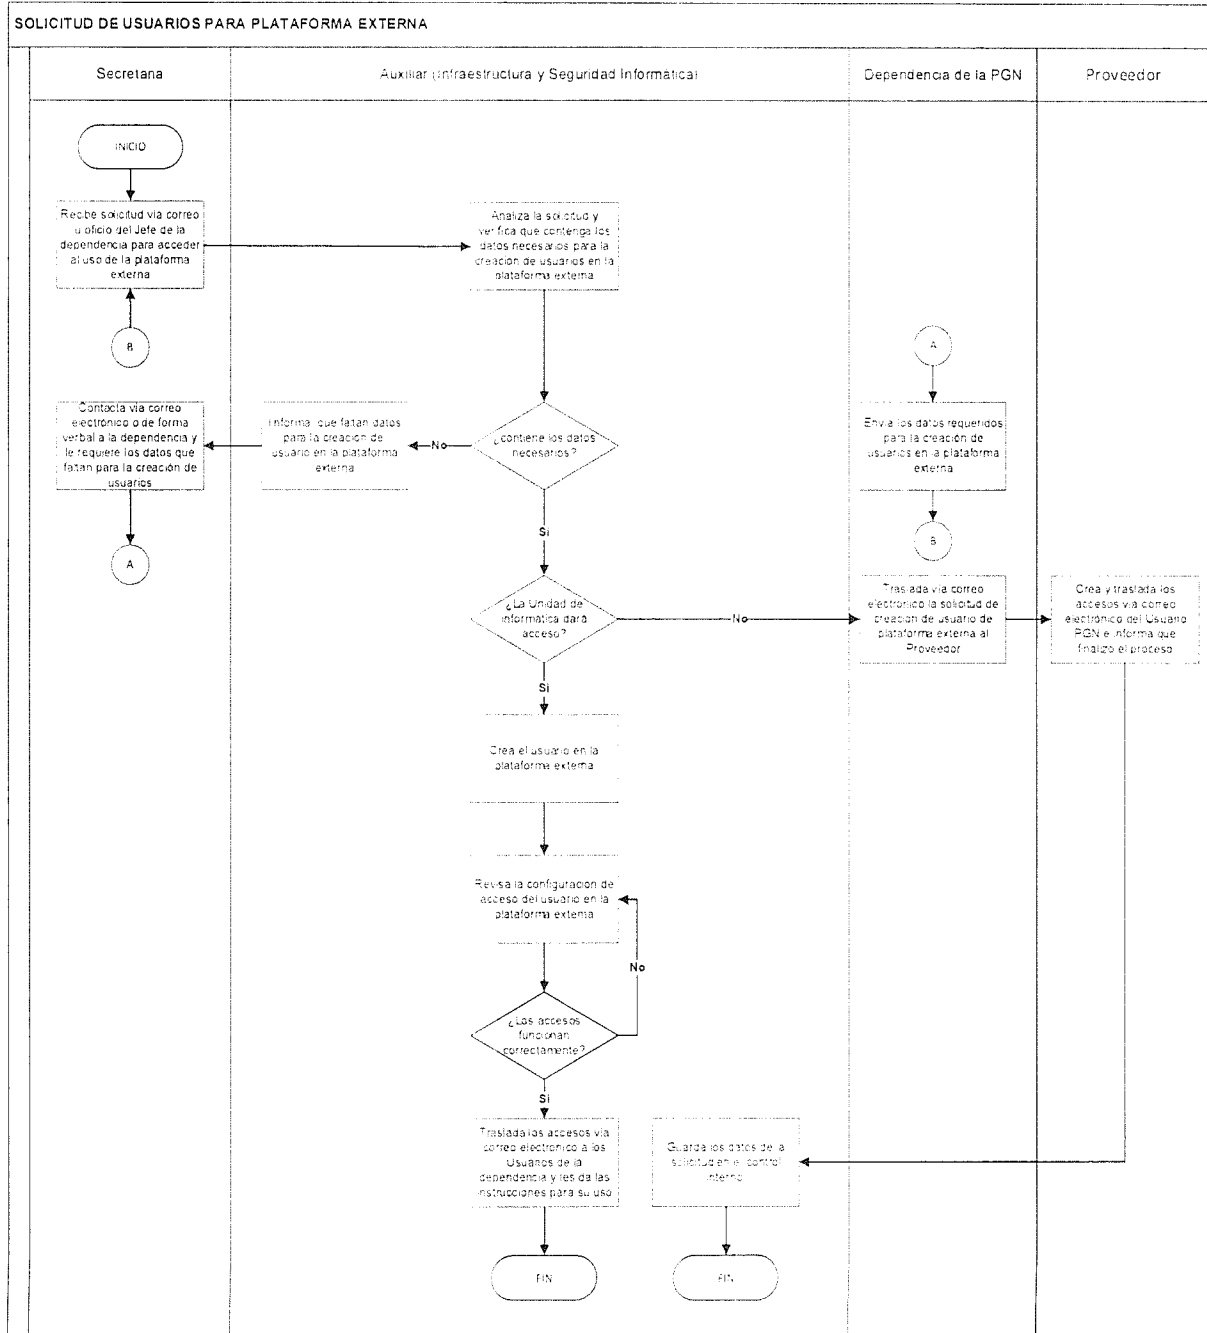 SOLICITUD DE USUARIOS PARA PLATAFORMA EXTERNA
Secretaria
Auxiliar (Infraestructura y Seguridad Informática)
Dependencia de la PGN
Proveedor
INICIO
Recibe solicitud vía correo
u oficio del Jefe de la
dependencia para acceder
al uso de la plataforma
externa
Analiza la solicitud y
verifica que contenga los
datos necesarios para la
creación de usuarios en la
plataforma externa
B
A
Contacta vía correo
electrónico o de forma
verbal a la dependencia y
le requiere los datos que
faltan para la creación de
usuarios
Informa que faltan datos
para la creación de
usuario en la plataforma
externa
No
¿contiene los datos
necesarios?
Envía los datos requeridos
para la creación de
usuarios en la plataforma
externa
Si
A
B
¿La Unidad de
informática dará
acceso?
No
Traslada vía correo
electrónico la solicitud de
creación de usuario de
plataforma externa al
Proveedor
Crea y traslada los
accesos vía correo
electrónico del Usuario
PGN e informa que
finalizo el proceso
Si
Crea el usuario en la
plataforma externa
Revisa la configuración de
acceso del usuario en la
plataforma externa
No
¿Los accesos
funcionan
correctamente?
Si
Traslada los accesos vía
correo electrónico a los
Usuarios de la
dependencia y les da las
instrucciones para su uso
Guarda los datos de la
solicitud en el control
interno
FIN
FIN